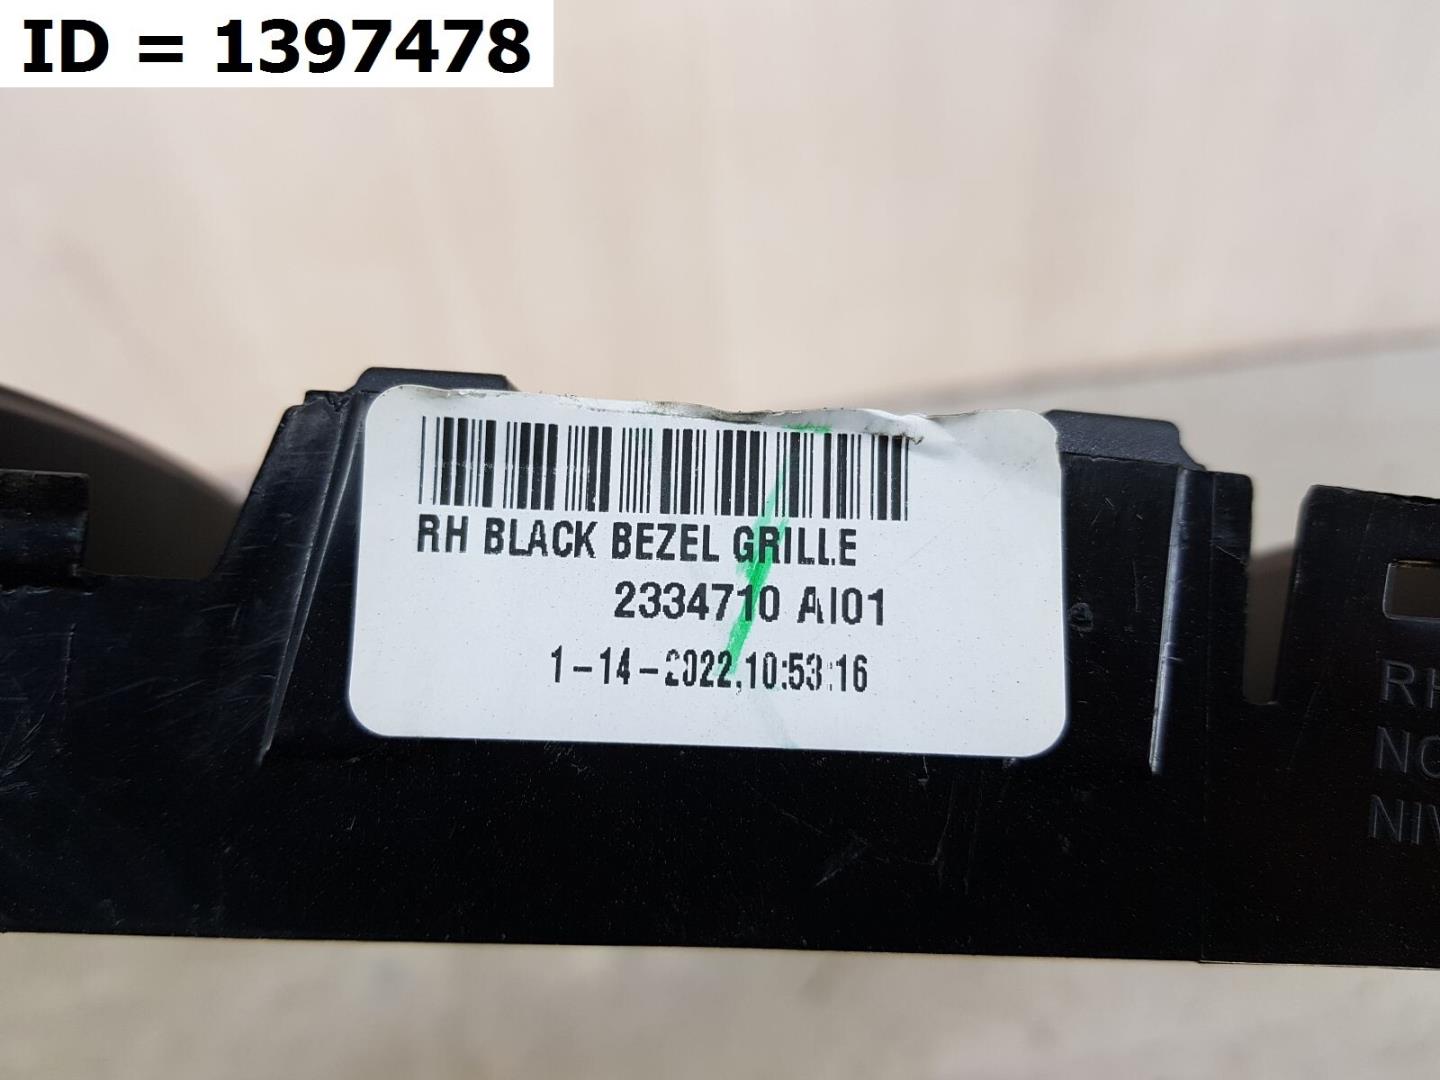 ID = 1397478
RH BLACK BEZEL GRILLE
2334710 AI01
1-14-2022,10:53:16